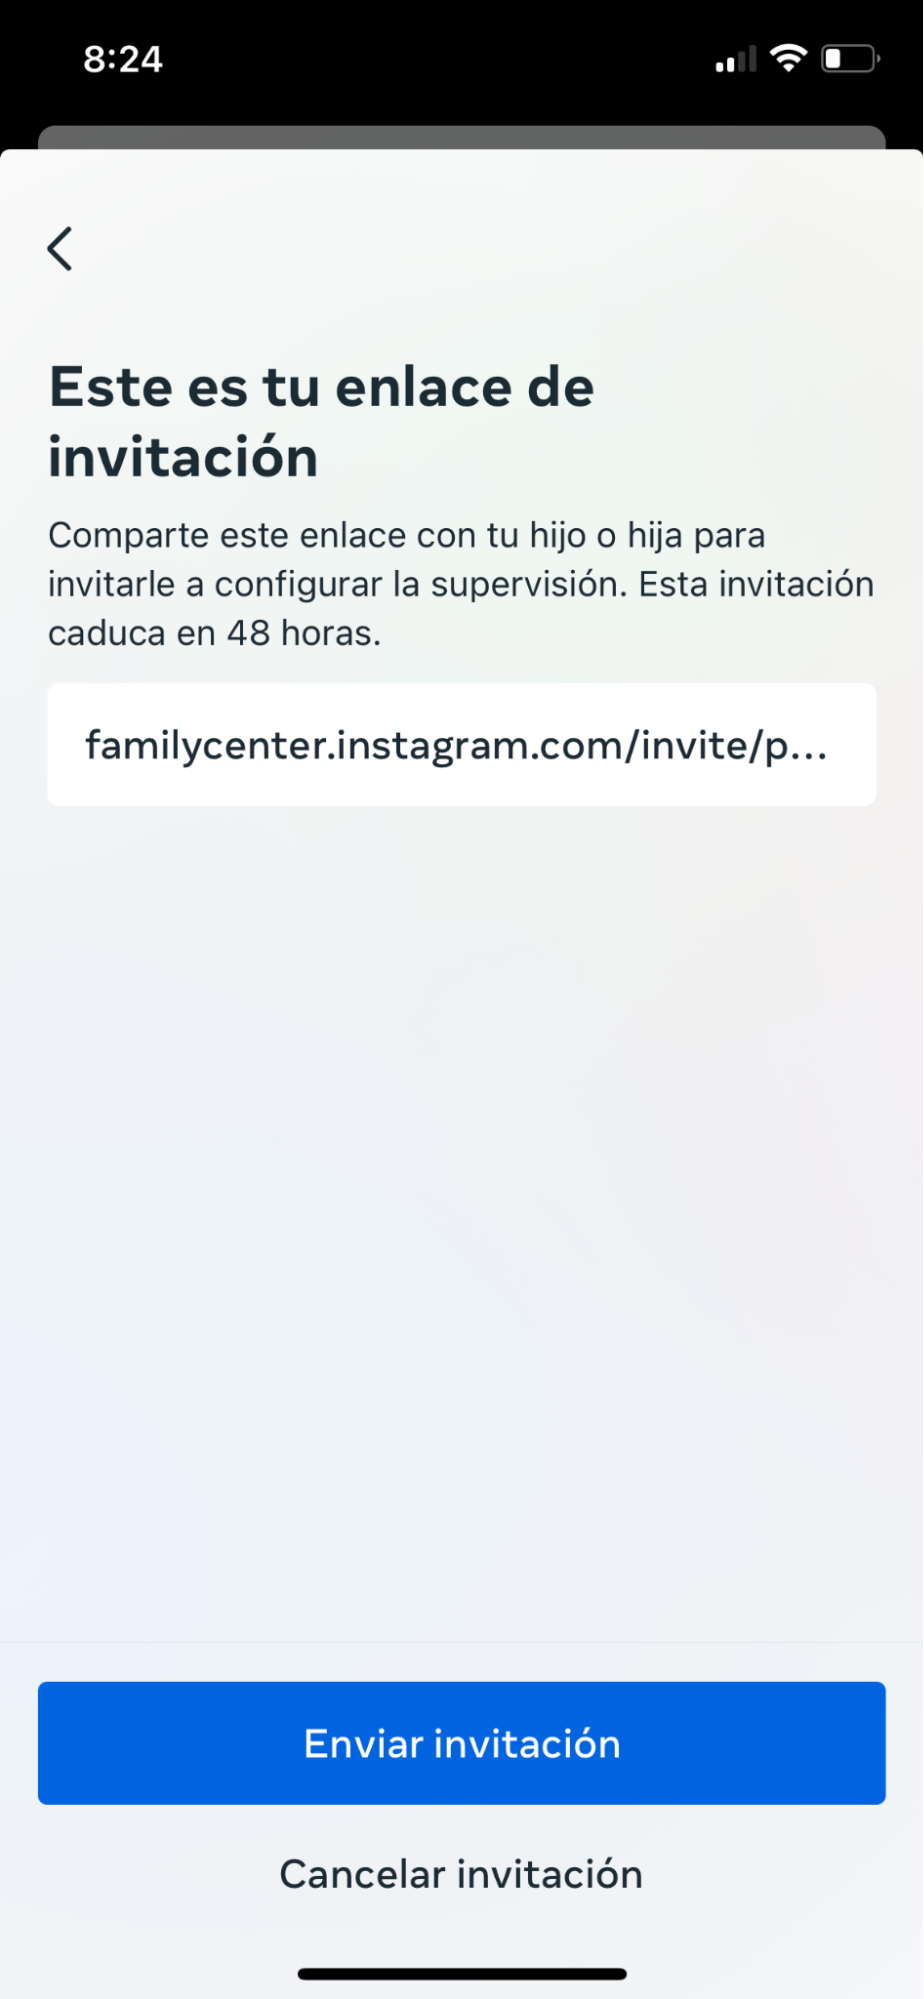 8:24
Este es tu enlace de
invitación
Comparte este enlace con tu hijo o hija para
invitarle a configurar la supervisión. Esta invitación
caduca en 48 horas.
familycenter.instagram.com/invite/p...
Enviar invitación
Cancelar invitación